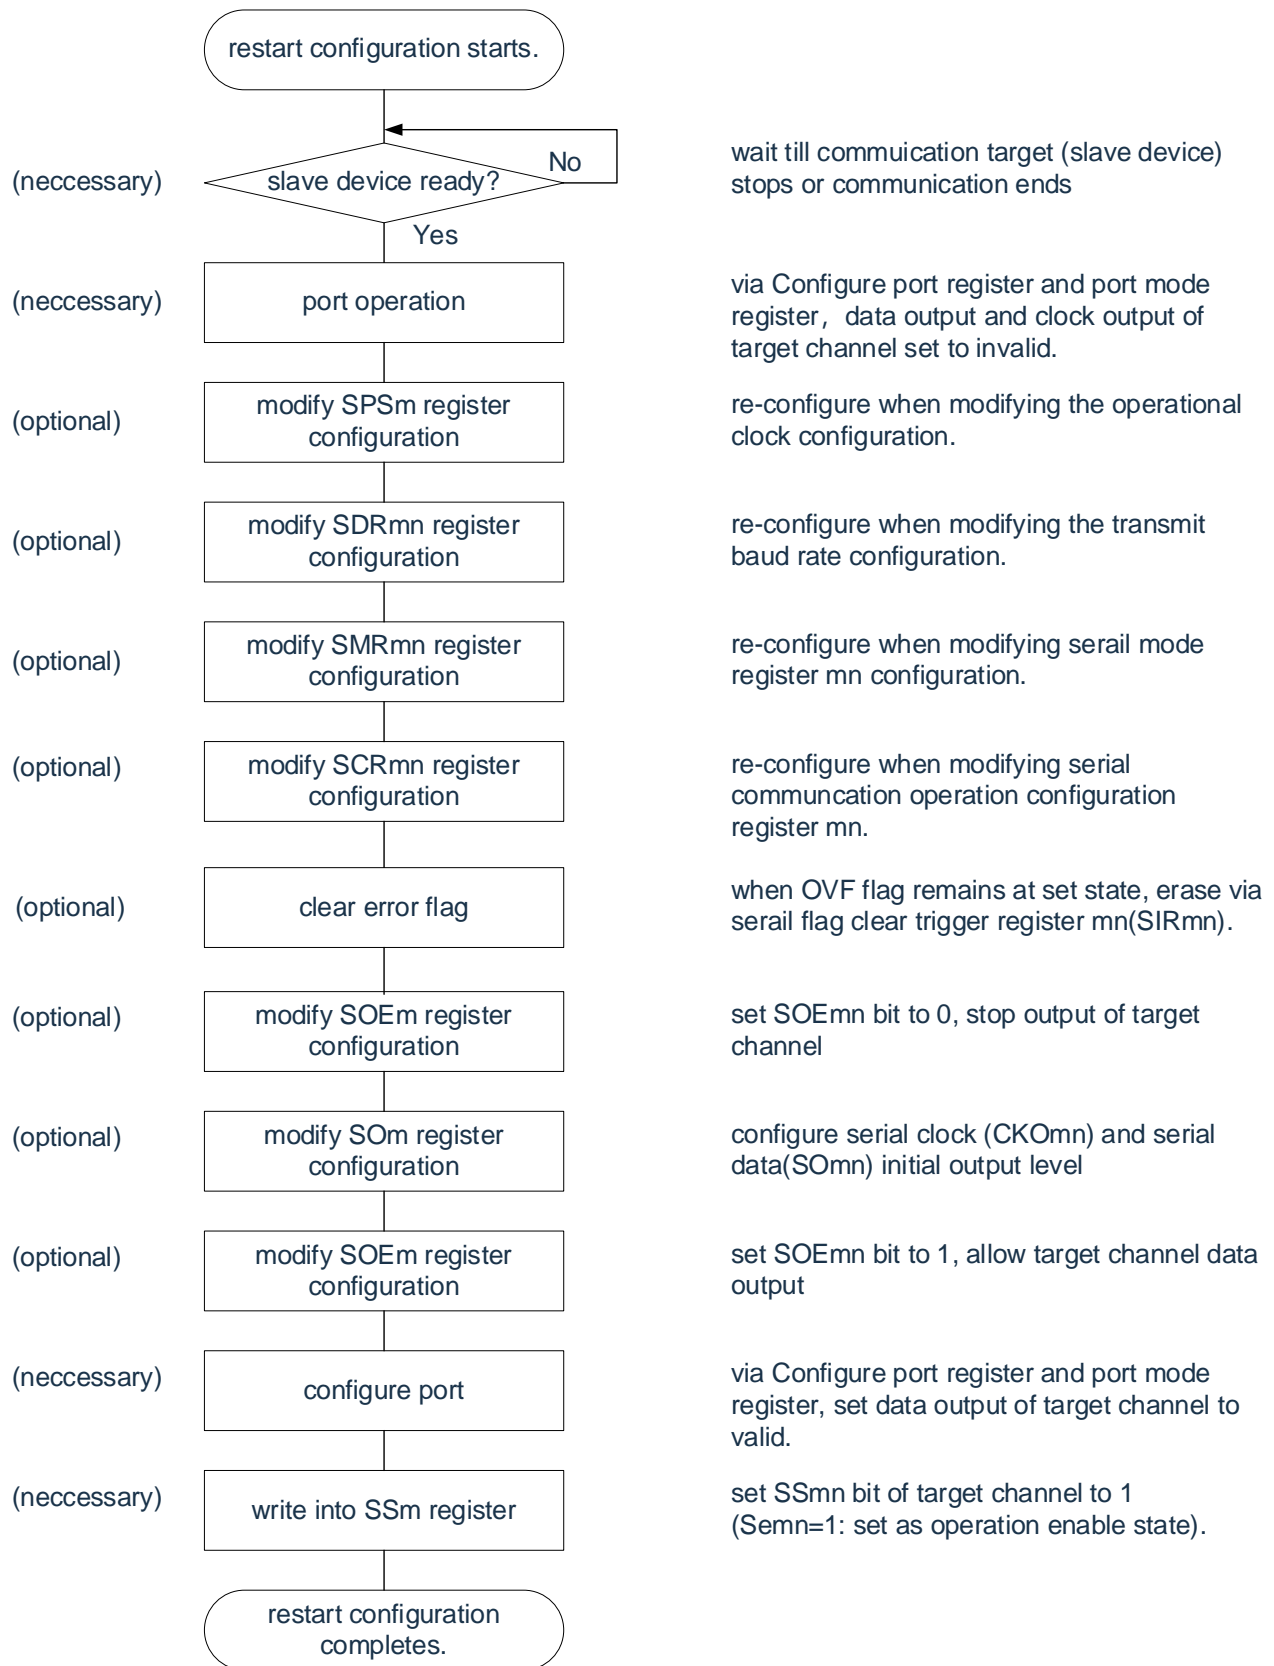 restart configuration starts.
No
(neccessary)
slave device ready?
wait till commuication target (slave device)
stops or communication ends
Yes
(neccessary)
port operation
via Configure port register and port mode
register，data output and clock output of
target channel set to invalid.
(optional)
modify SPSm register
configuration
re-configure when modifying the operational
clock configuration.
(optional)
modify SDRmn register
configuration
re-configure when modifying the transmit
baud rate configuration.
(optional)
modify SMRmn register
configuration
re-configure when modifying serail mode
register mn configuration.
(optional)
modify SCRmn register
configuration
re-configure when modifying serial
communcation operation configuration
register mn.
(optional)
clear error flag
when OVF flag remains at set state, erase via
serail flag clear trigger register mn(SIRmn).
(optional)
modify SOEm register
configuration
set SOEmn bit to 0, stop output of target
channel
(optional)
modify SOm register
configuration
configure serial clock (CKOmn) and serial
data(SOmn) initial output level
(optional)
modify SOEm register
configuration
set SOEmn bit to 1, allow target channel data
output
(neccessary)
configure port
via Configure port register and port mode
register, set data output of target channel to
valid.
(neccessary)
write into SSm register
set SSmn bit of target channel to 1
(Semn=1: set as operation enable state).
restart configuration
completes.